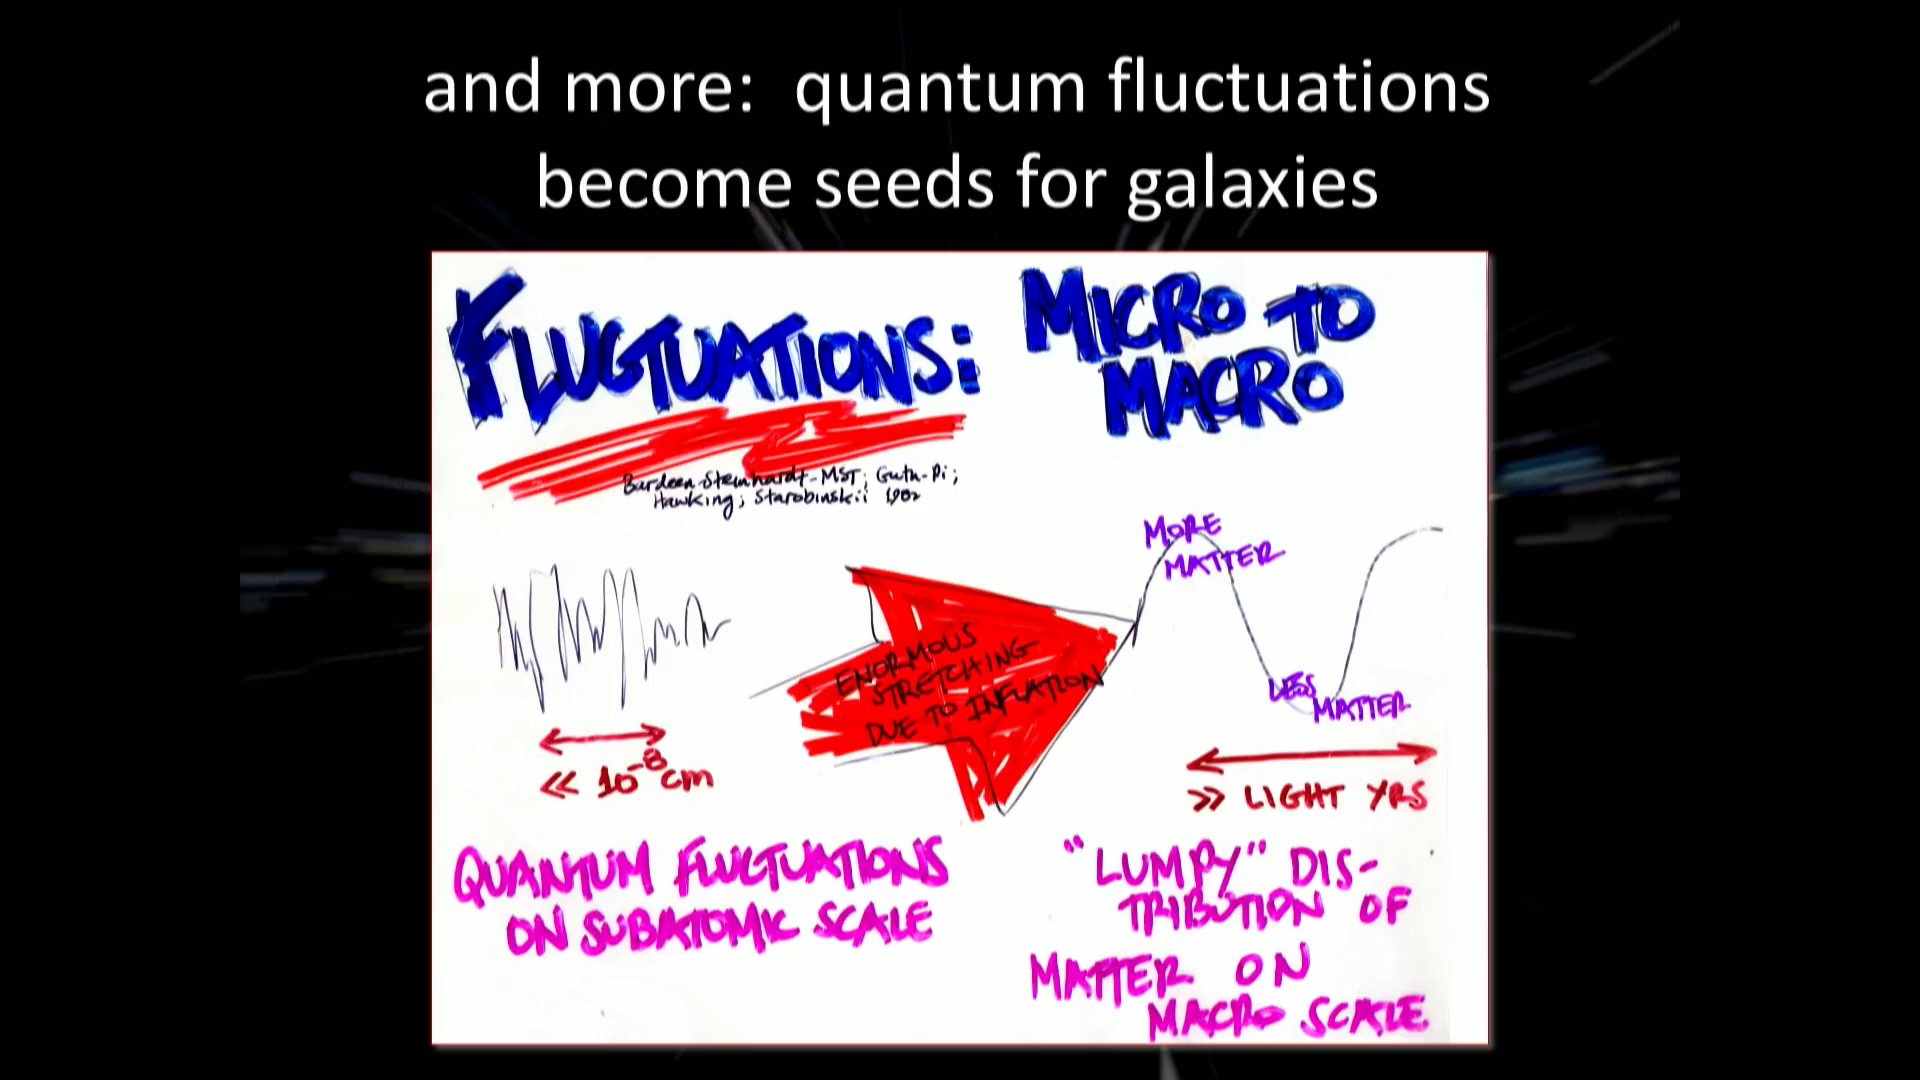 and more: quantum fluctuations
become seeds for galaxies
FLUCTUATIONS:
MICRO TO
MACRO
Bardeen-Steinhardt-MST; Guth-Pi;
Hawking; Starobinskii 1982
MORE
MATTER
ENORMOUS
STRETCHING
DUE TO INFLATION
LESS
MATTER
<< 10-8 cm
>> LIGHT YRS
QUANTUM FLUCTUATIONS
ON SUBATOMIC SCALE
"LUMPY" DIS-
TRIBUTION OF
MATTER ON
MACRO SCALE